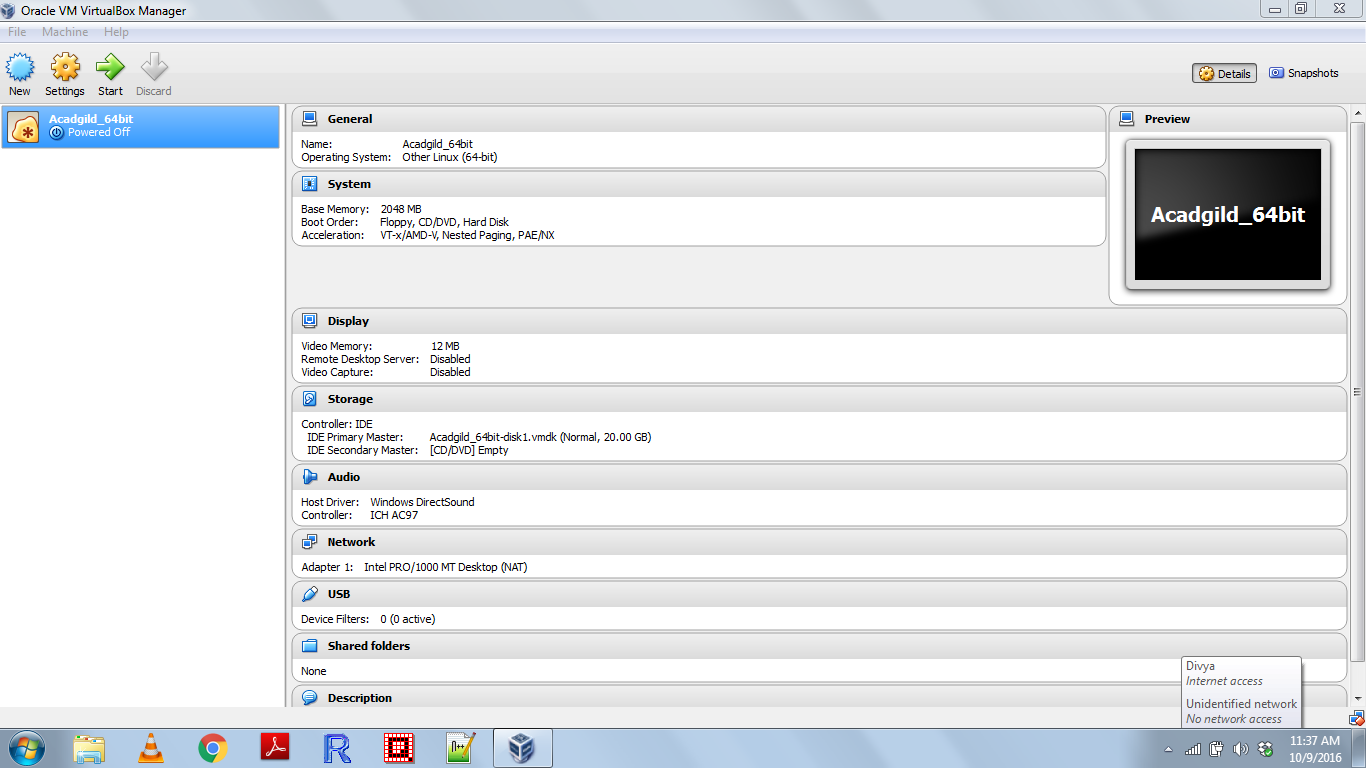 Oracle VM VirtualBox Manager
File Machine Help
New Settings Start Discard
Details Snapshots
Acadgild_64bit
Powered Off
General
Name: Acadgild_64bit
Operating System: Other Linux (64-bit)
System
Base Memory: 2048 MB
Boot Order: Floppy, CD/DVD, Hard Disk
Acceleration: VT-x/AMD-V, Nested Paging, PAE/NX
Preview
Acadgild_64bit
Display
Video Memory: 12 MB
Remote Desktop Server: Disabled
Video Capture: Disabled
Storage
Controller: IDE
IDE Primary Master: Acadgild_64bit-disk1.vmdk (Normal, 20.00 GB)
IDE Secondary Master: [CD/DVD] Empty
Audio
Host Driver: Windows DirectSound
Controller: ICH AC97
Network
Adapter 1: Intel PRO/1000 MT Desktop (NAT)
USB
Device Filters: 0 (0 active)
Shared folders
None
Description
Divya
Internet access
Unidentified network
No network access
11:37 AM
10/9/2016